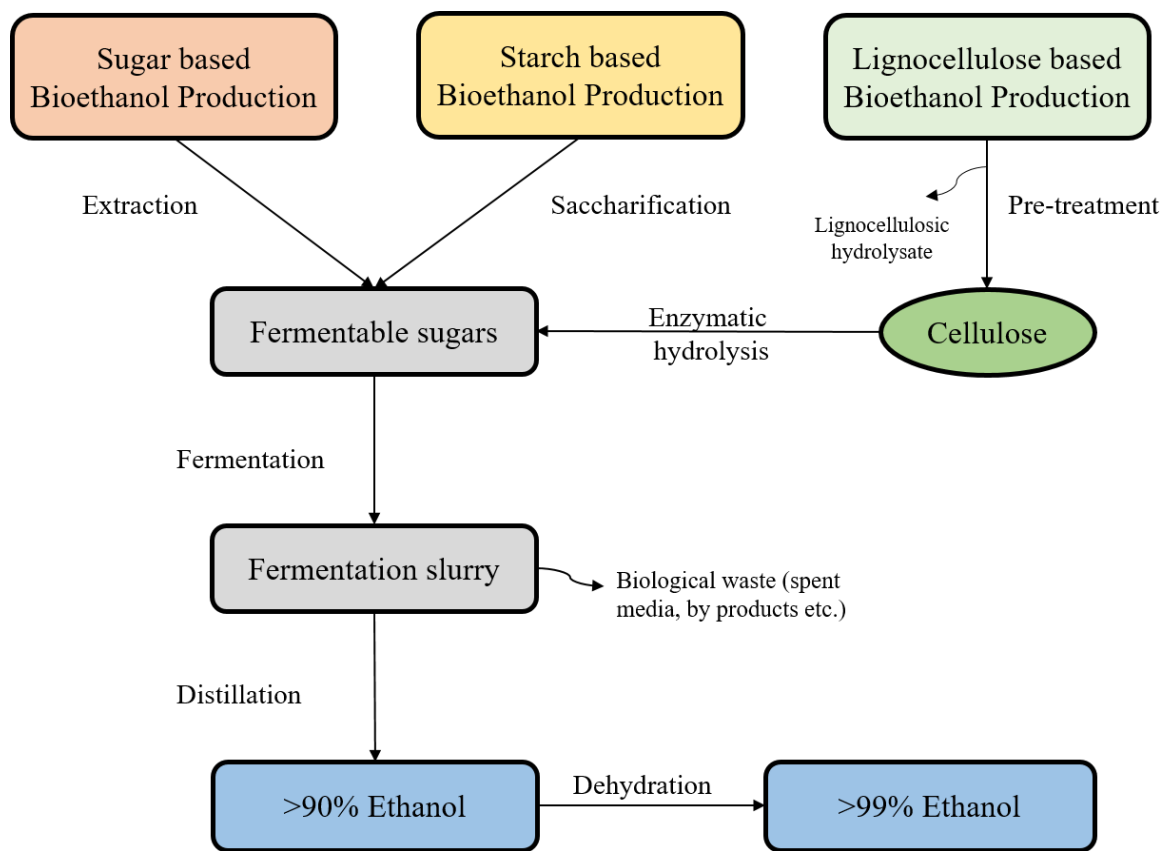 Sugar based
Bioethanol Production
Starch based
Bioethanol Production
Lignocellulose based
Bioethanol Production
Extraction
Saccharification
Lignocellulosic
hydrolysate
Pre-treatment
Fermentable sugars
Enzymatic
hydrolysis
Cellulose
Fermentation
Fermentation slurry
Biological waste (spent
media, by products etc.)
Distillation
>90% Ethanol
Dehydration
>99% Ethanol